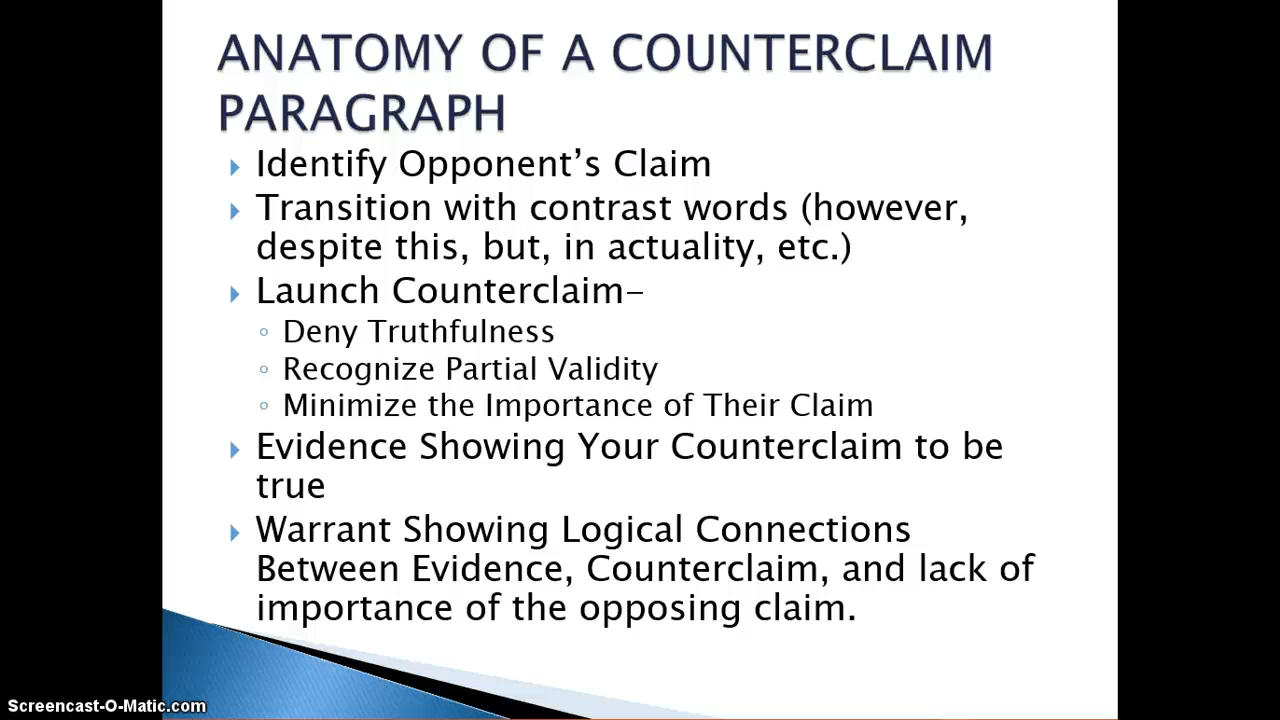 ANATOMY OF A COUNTERCLAIM
PARAGRAPH
Identify Opponent’s Claim
Transition with contrast words (however,
despite this, but, in actuality, etc.)
Launch Counterclaim–
Deny Truthfulness
Recognize Partial Validity
Minimize the Importance of Their Claim
Evidence Showing Your Counterclaim to be
true
Warrant Showing Logical Connections
Between Evidence, Counterclaim, and lack of
importance of the opposing claim.
Screencast-O-Matic.com